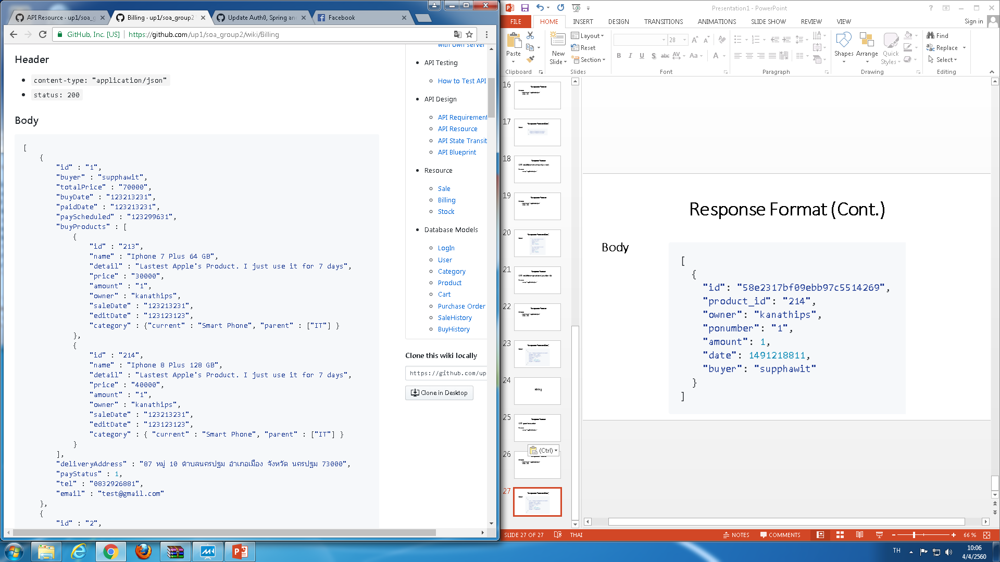 API Resource · up1/soa_g
Billing · up1/soa_group2
Update Auth0, Spring an
Facebook
GitHub, Inc. [US]
https://github.com/up1/soa_group2/wiki/Billing
Header
content-type: "application/json"
status: 200
Body
[
{
"id" : "1",
"buyer" : "supphawit",
"totalPrice" : "70000",
"buyDate" : "123213231",
"paidDate" : "123213231",
"payScheduled" : "123299631",
"buyProducts" : [
{
"id" : "213",
"name" : "Iphone 7 Plus 64 GB",
"detail" : "Lastest Apple's Product. I just use it for 7 days",
"price" : "30000",
"amount" : "1",
"owner" : "kanathips",
"saleDate" : "123213231",
"editDate" : "123123123",
"category" : {"current" : "Smart Phone", "parent" : ["IT"] }
},
{
"id" : "214",
"name" : "Iphone 8 Plus 128 GB",
"detail" : "Lastest Apple's Product. I just use it for 7 days",
"price" : "40000",
"amount" : "1",
"owner" : "kanathips",
"saleDate" : "123213231",
"editDate" : "123123123",
"category" : { "current" : "Smart Phone", "parent" : ["IT"] }
}
],
"deliveryAddress" : "87 หมู่ 10 ตำบลนครปฐม อำเภอเมือง จังหวัด นครปฐม 73000",
"payStatus" : 1,
"tel" : "0832926881",
"email" : "test@gmail.com"
},
{
"id" : "2",
with own server
API Testing
How to Test API
API Design
API Requirement
API Resource
API State Transit
API Blueprint
Resource
Sale
Billing
Stock
Database Models
LogIn
User
Category
Product
Cart
Purchase Order
SaleHistory
BuyHistory
Clone this wiki locally
https://github.com/up
Clone in Desktop
Presentation1 - PowerPoint
FILE HOME INSERT DESIGN TRANSITIONS ANIMATIONS SLIDE SHOW REVIEW VIEW
Sign in
Paste
Clipboard
New Slide
Layout
Reset
Section
Slides
28
Font
Paragraph
Shapes
Arrange
Quick Styles
Drawing
Find
Replace
Select
Editing
16
17
18
19
20
21
22
23
24
Billing
25
26
(Ctrl)
27
Response Format (Cont.)
Body
[
{
"id": "58e2317bf09ebb97c5514269",
"product_id": "214",
"owner": "kanathips",
"ponumber": "1",
"amount": 1,
"date": 1491218811,
"buyer": "supphawit"
}
]
SLIDE 27 OF 27
THAI
NOTES
COMMENTS
66 %
TH
10:06
4/4/2560